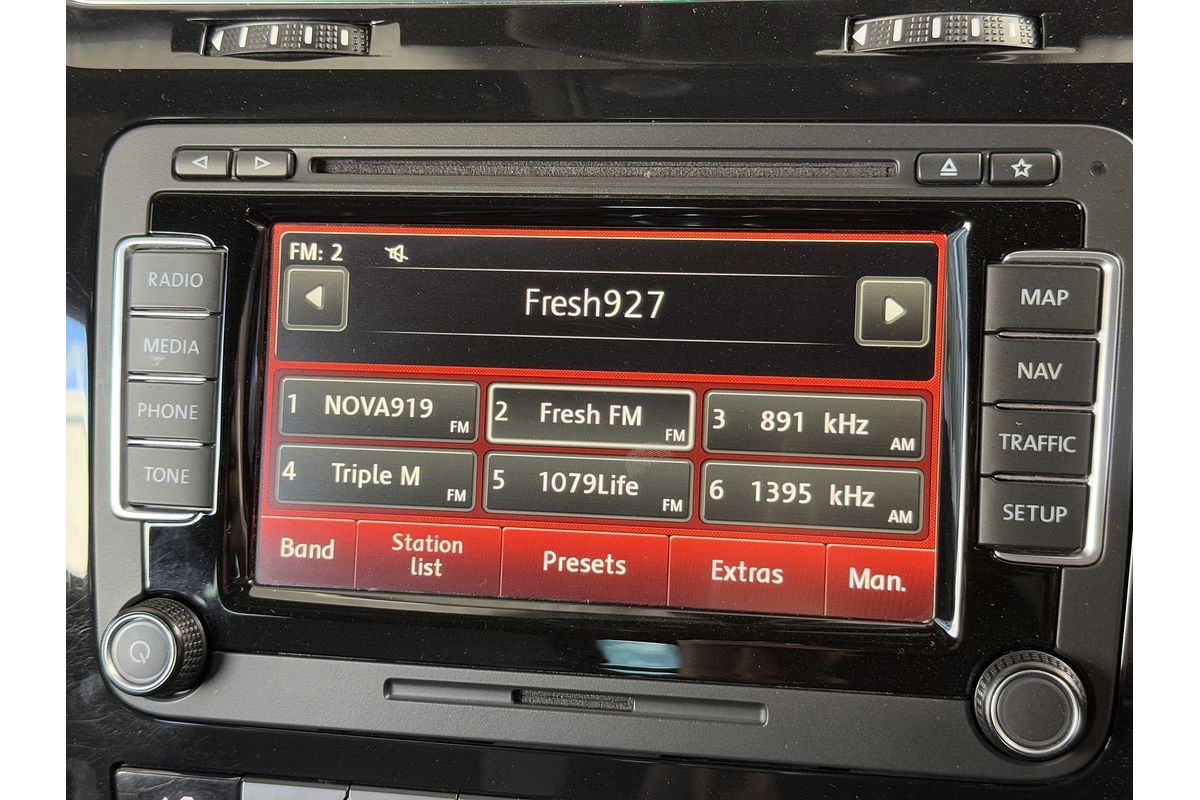 RADIO
MEDIA
PHONE
TONE
FM: 2
Fresh927
1 NOVA919 FM
2 Fresh FM FM
3 891 kHz AM
4 Triple M FM
5 1079Life FM
6 1395 kHz AM
Band
Station
list
Presets
Extras
Man.
MAP
NAV
TRAFFIC
SETUP